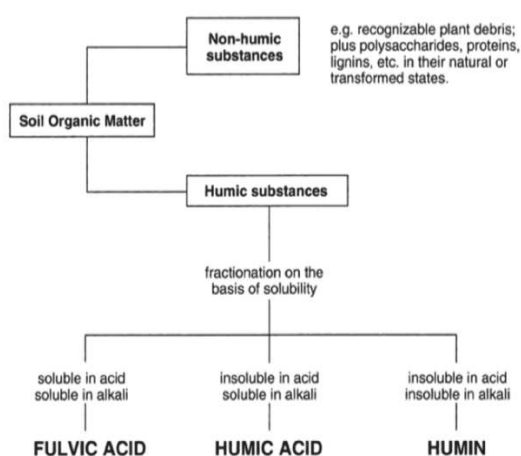 Non-humic
substances
e.g. recognizable plant debris;
plus polysaccharides, proteins,
lignins, etc. in their natural or
transformed states.
Soil Organic Matter
Humic substances
fractionation on the
basis of solubility
soluble in acid
soluble in alkali
insoluble in acid
soluble in alkali
insoluble in acid
insoluble in alkali
FULVIC ACID
HUMIC ACID
HUMIN